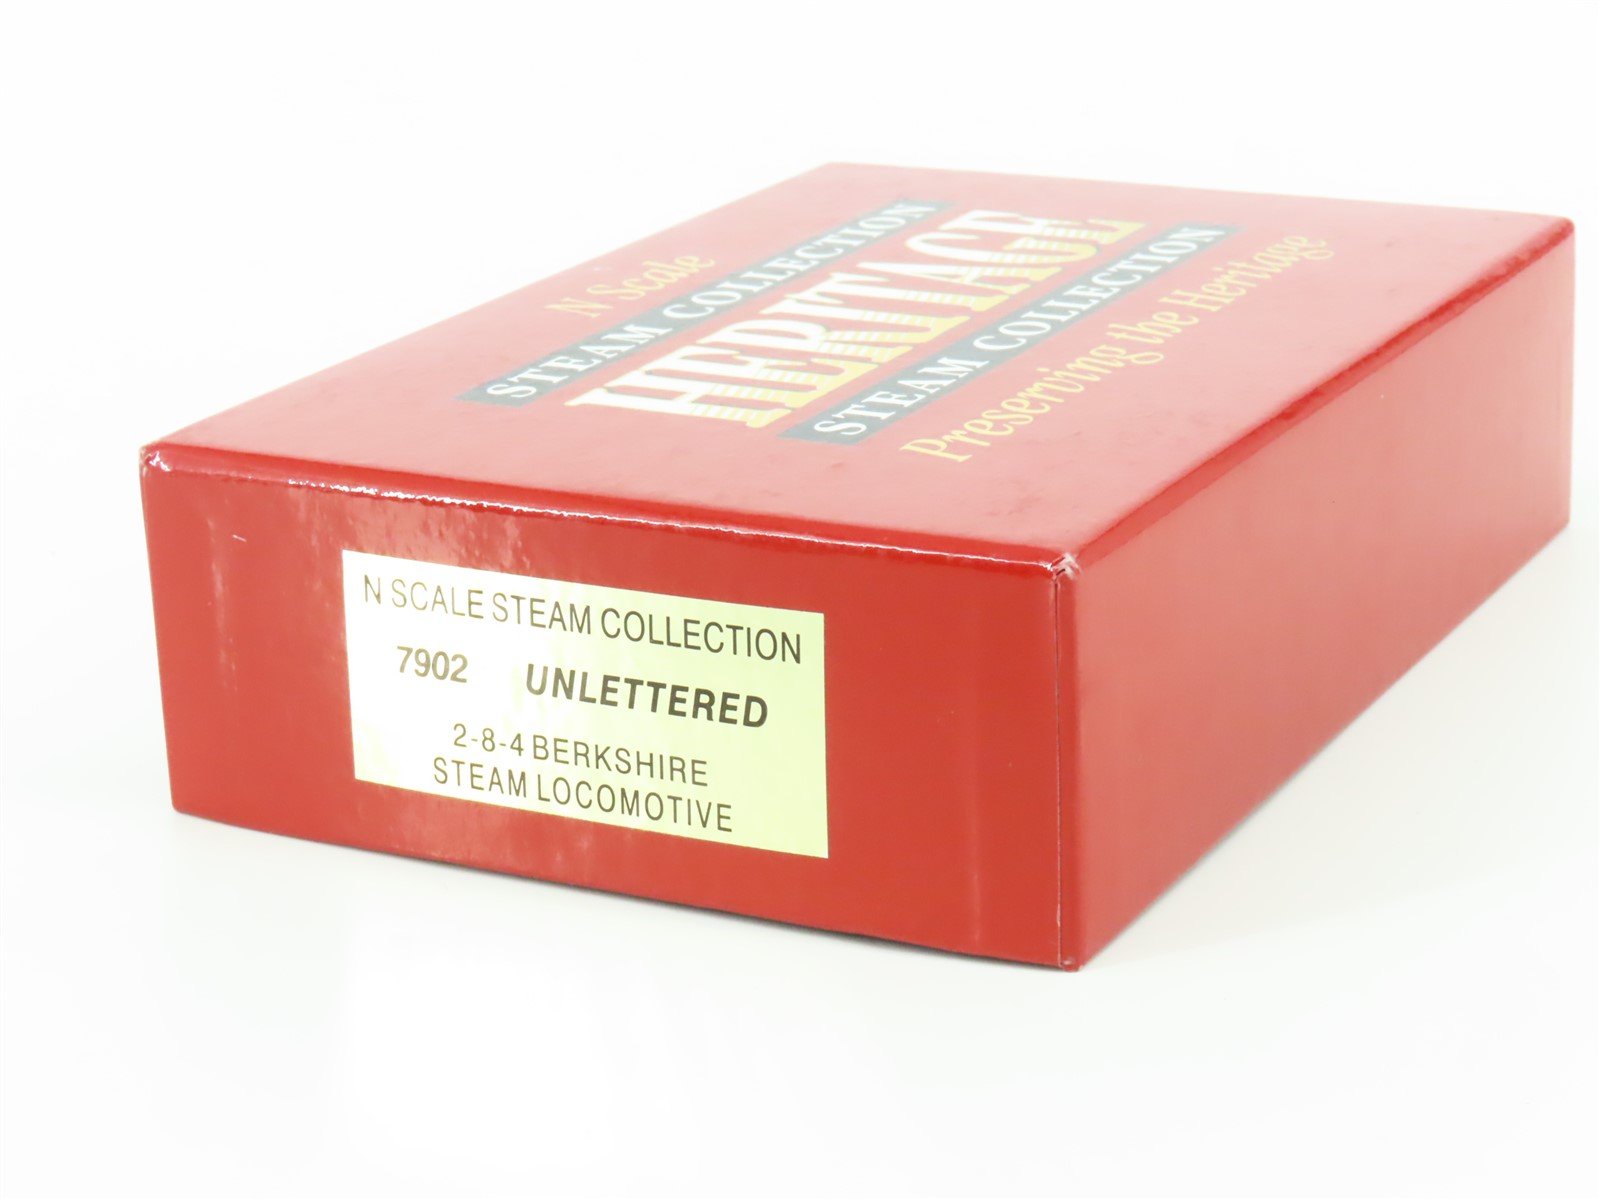 N Scale
STEAM COLLECTION
HERITAGE
STEAM COLLECTION
Preserving the Heritage
N SCALE STEAM COLLECTION
7902 UNLETTERED
2-8-4 BERKSHIRE
STEAM LOCOMOTIVE